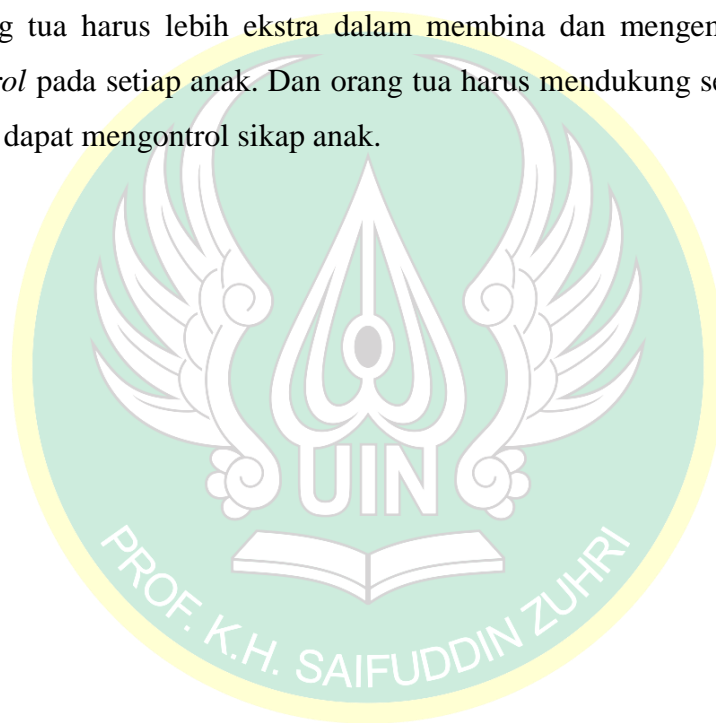 g tua harus lebih ekstra dalam membina dan mengem
rol pada setiap anak. Dan orang tua harus mendukung se
dapat mengontrol sikap anak.
UIN
PROF. K.H. SAIFUDDIN ZUHRI